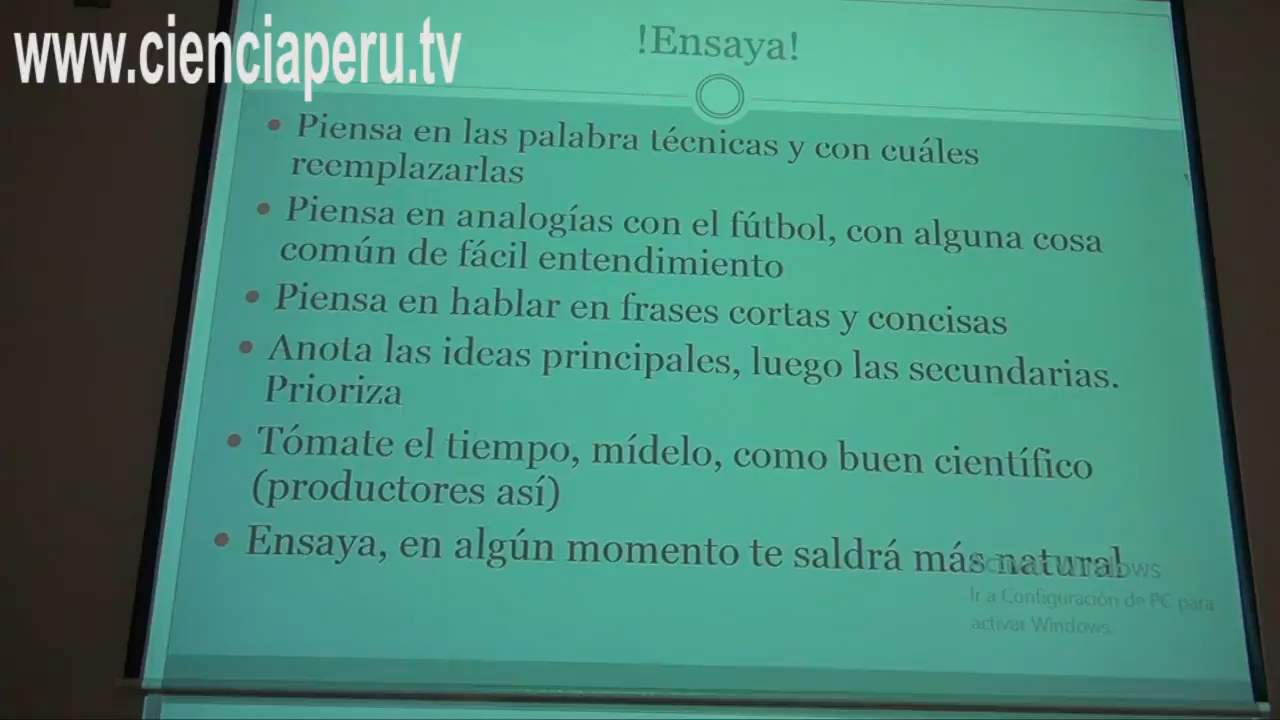 www.cienciaperu.tv
!Ensaya!
• Piensa en las palabra técnicas y con cuáles
reemplazarlas
• Piensa en analogías con el fútbol, con alguna cosa
común de fácil entendimiento
• Piensa en hablar en frases cortas y concisas
• Anota las ideas principales, luego las secundarias.
Prioriza
• Tómate el tiempo, mídelo, como buen científico
(productores así)
• Ensaya, en algún momento te saldrá más natural
Windows
Ir a Configuración de PC para
activar Windows.